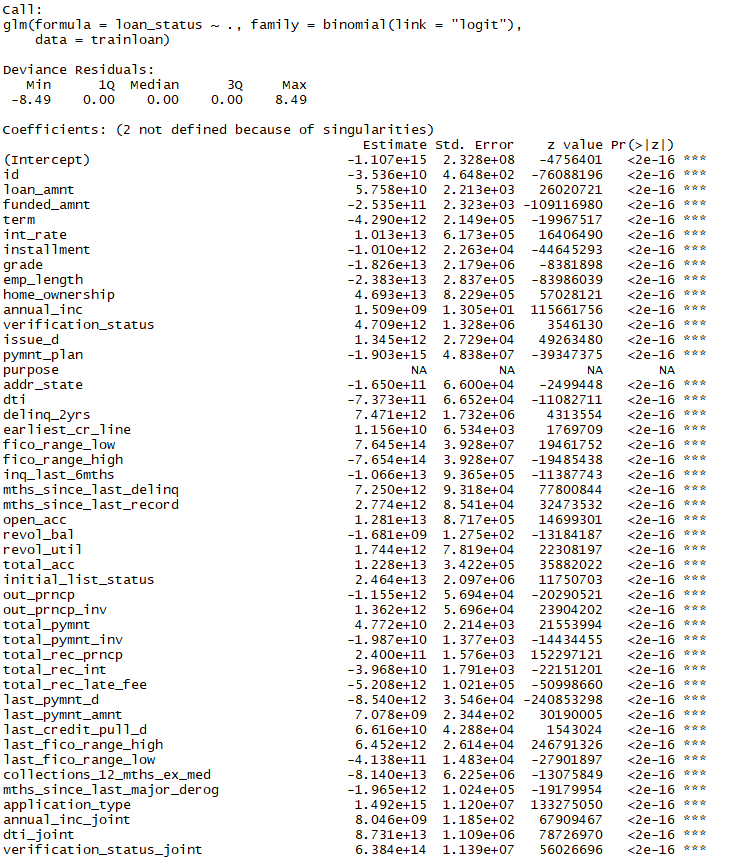 Call:
glm(formula = loan_status ~ ., family = binomial(link = "logit"),
    data = trainloan)
Deviance Residuals:
   Min      1Q  Median      3Q     Max
 -8.49    0.00    0.00    0.00    8.49
Coefficients: (2 not defined because of singularities)
Estimate Std. Error z value Pr(>|z|)
(Intercept) -1.107e+15 2.328e+08 -4756401 <2e-16 ***
id -3.536e+10 4.648e+02 -76088196 <2e-16 ***
loan_amnt 5.758e+10 2.213e+03 26020721 <2e-16 ***
funded_amnt -2.535e+11 2.323e+03 -109116980 <2e-16 ***
term -4.290e+12 2.149e+05 -19967517 <2e-16 ***
int_rate 1.013e+13 6.173e+05 16406490 <2e-16 ***
installment -1.010e+12 2.263e+04 -44645293 <2e-16 ***
grade -1.826e+13 2.179e+06 -8381898 <2e-16 ***
emp_length -2.383e+13 2.837e+05 -83986039 <2e-16 ***
home_ownership 4.693e+13 8.229e+05 57028121 <2e-16 ***
annual_inc 1.509e+09 1.305e+01 115661756 <2e-16 ***
verification_status 4.709e+12 1.328e+06 3546130 <2e-16 ***
issue_d 1.345e+12 2.729e+04 49263480 <2e-16 ***
pymnt_plan -1.903e+15 4.838e+07 -39347375 <2e-16 ***
purpose NA NA NA NA
addr_state -1.650e+11 6.600e+04 -2499448 <2e-16 ***
dti -7.373e+11 6.652e+04 -11082711 <2e-16 ***
delinq_2yrs 7.471e+12 1.732e+06 4313554 <2e-16 ***
earliest_cr_line 1.156e+10 6.534e+03 1769709 <2e-16 ***
fico_range_low 7.645e+14 3.928e+07 19461752 <2e-16 ***
fico_range_high -7.654e+14 3.928e+07 -19485438 <2e-16 ***
inq_last_6mths -1.066e+13 9.365e+05 -11387743 <2e-16 ***
mths_since_last_delinq 7.250e+12 9.318e+04 77800844 <2e-16 ***
mths_since_last_record 2.774e+12 8.541e+04 32473532 <2e-16 ***
open_acc 1.281e+13 8.717e+05 14699301 <2e-16 ***
revol_bal -1.681e+09 1.275e+02 -13184187 <2e-16 ***
revol_util 1.744e+12 7.819e+04 22308197 <2e-16 ***
total_acc 1.228e+13 3.422e+05 35882022 <2e-16 ***
initial_list_status 2.464e+13 2.097e+06 11750703 <2e-16 ***
out_prncp -1.155e+12 5.694e+04 -20290521 <2e-16 ***
out_prncp_inv 1.362e+12 5.696e+04 23904202 <2e-16 ***
total_pymnt 4.772e+10 2.214e+03 21553994 <2e-16 ***
total_pymnt_inv -1.987e+10 1.377e+03 -14434455 <2e-16 ***
total_rec_prncp 2.400e+11 1.576e+03 152297121 <2e-16 ***
total_rec_int -3.968e+10 1.791e+03 -22151201 <2e-16 ***
total_rec_late_fee -5.208e+12 1.021e+05 -50998660 <2e-16 ***
last_pymnt_d -8.540e+12 3.546e+04 -240853298 <2e-16 ***
last_pymnt_amnt 7.078e+09 2.344e+02 30190005 <2e-16 ***
last_credit_pull_d 6.616e+10 4.288e+04 1543024 <2e-16 ***
last_fico_range_high 6.452e+12 2.614e+04 246791326 <2e-16 ***
last_fico_range_low -4.138e+11 1.483e+04 -27901897 <2e-16 ***
collections_12_mths_ex_med -8.140e+13 6.225e+06 -13075849 <2e-16 ***
mths_since_last_major_derog -1.965e+12 1.024e+05 -19179954 <2e-16 ***
application_type 1.492e+15 1.120e+07 133275050 <2e-16 ***
annual_inc_joint 8.046e+09 1.185e+02 67909467 <2e-16 ***
dti_joint 8.731e+13 1.109e+06 78726970 <2e-16 ***
verification_status_joint 6.384e+14 1.139e+07 56026696 <2e-16 ***